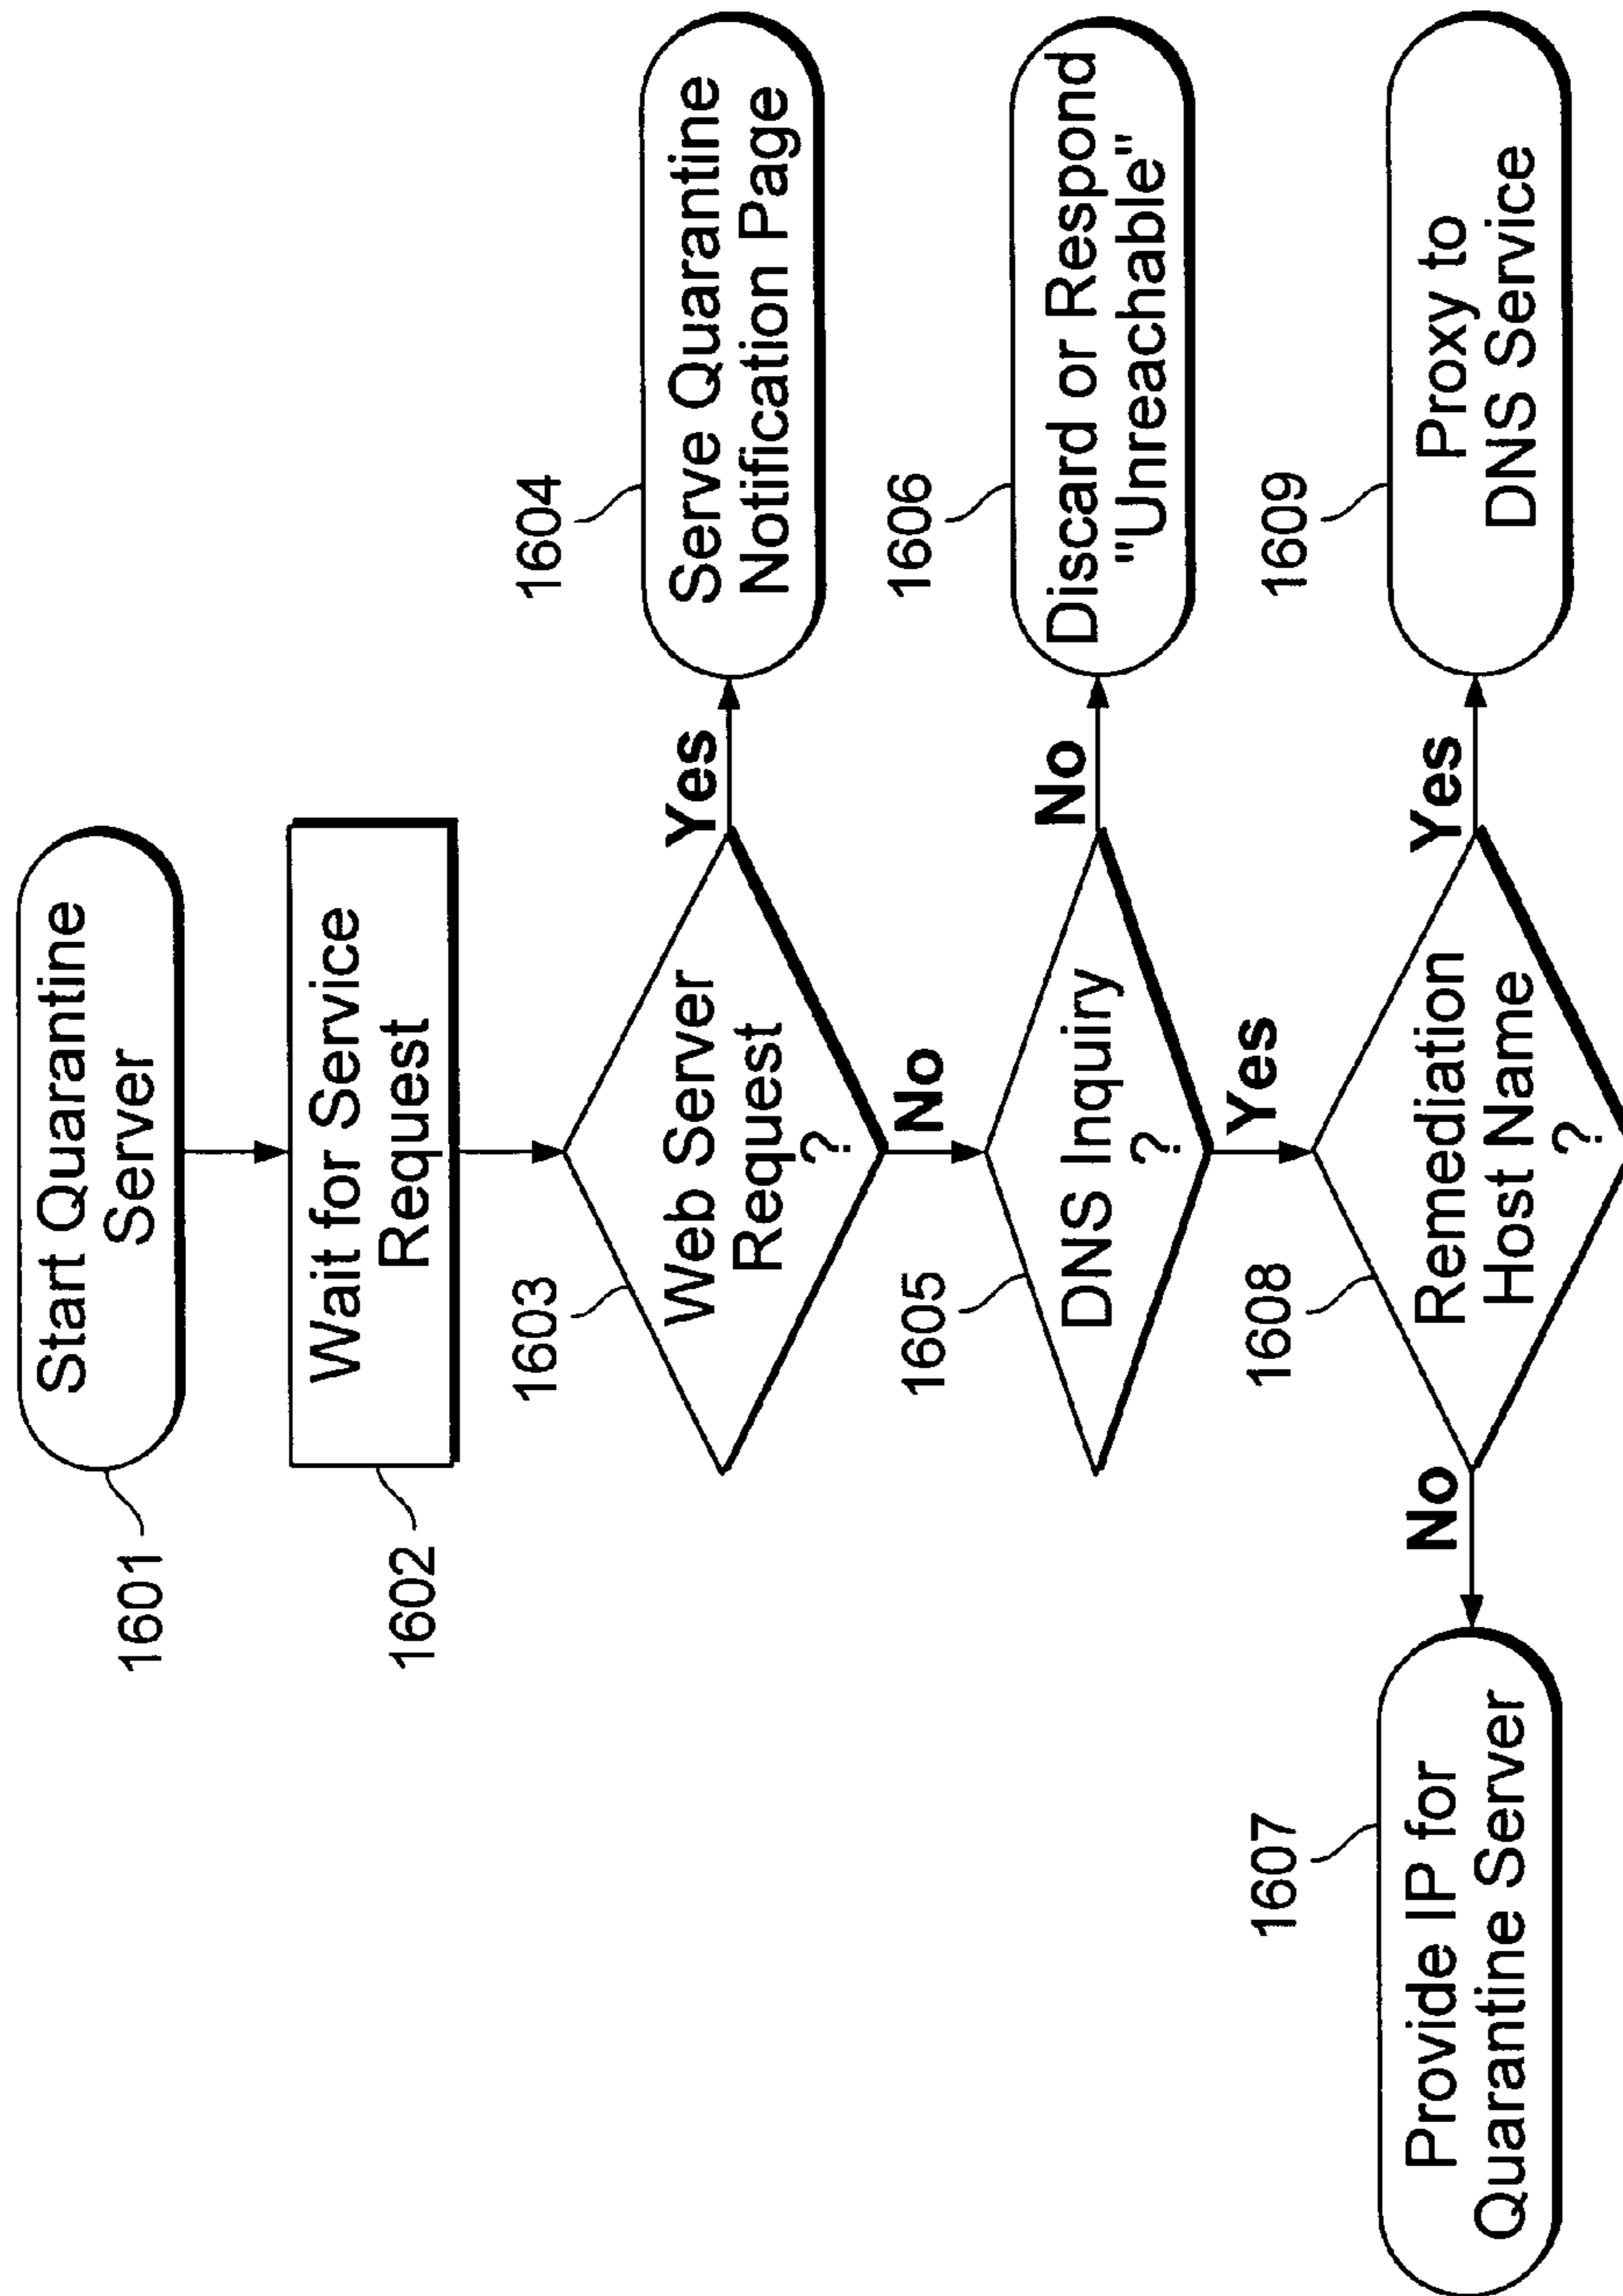 1601
Start Quarantine
Server
1602
Wait for Service
Request
1603
Web Server
Request
?
Yes
1604
Serve Quarantine
Notification Page
No
1605
DNS Inquiry
?
No
1606
Discard or Respond
"Unreachable"
Yes
1608
Remediation
Host Name
?
No
1607
Provide IP for
Quarantine Server
Yes
1609
Proxy to
DNS Service